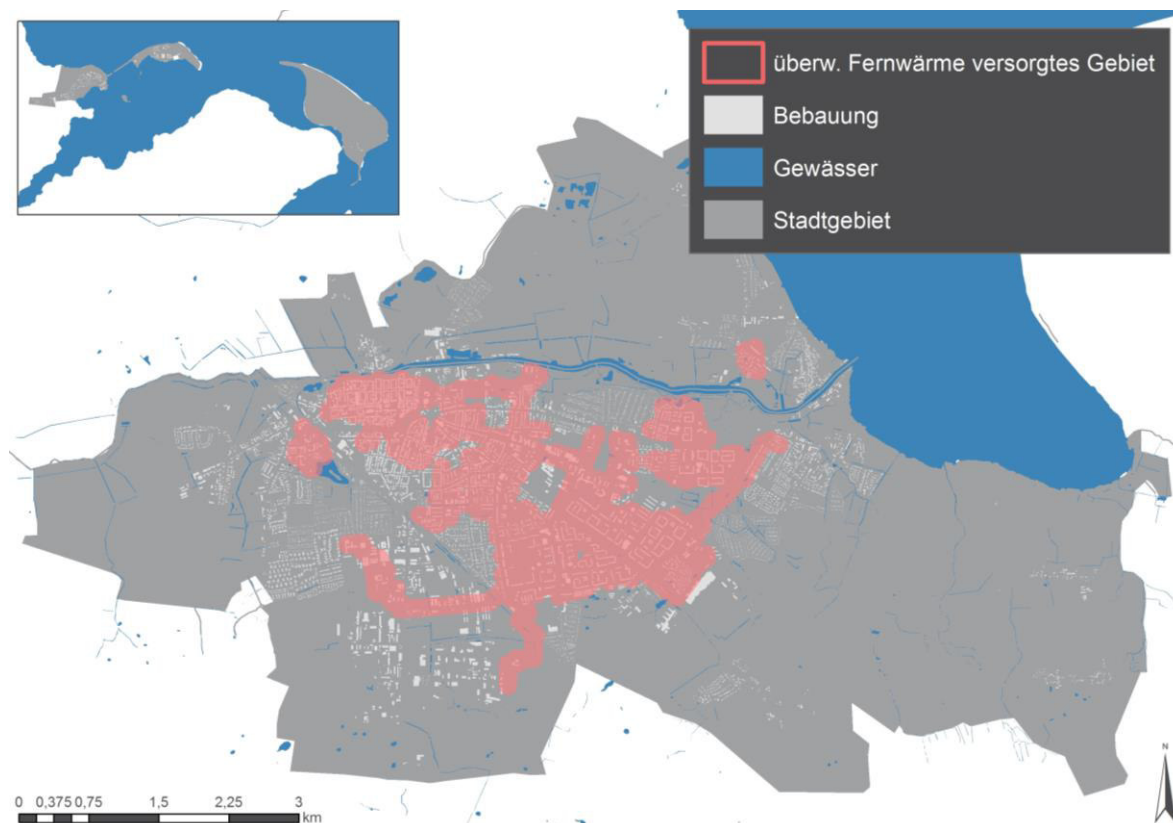 überw. Fernwärme versorgtes Gebiet
Bebauung
Gewässer
Stadtgebiet
N
0 0,375 0,75 1,5 2,25 3
km